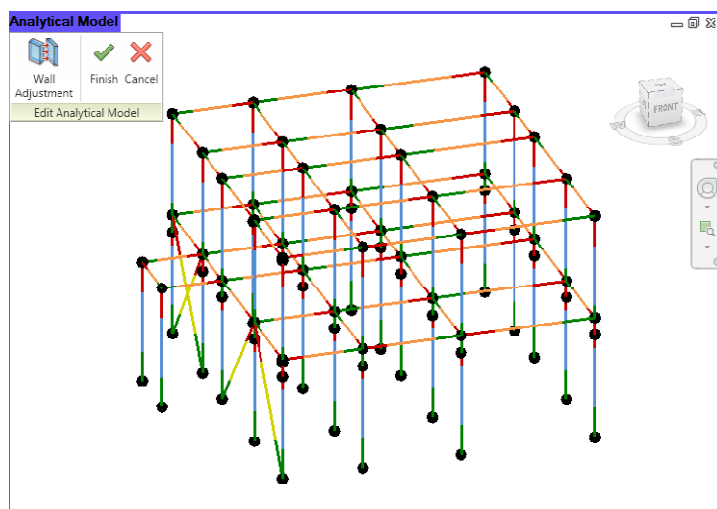 Analytical Model
Wall
Adjustment
Finish
Cancel
Edit Analytical Model
FRONT